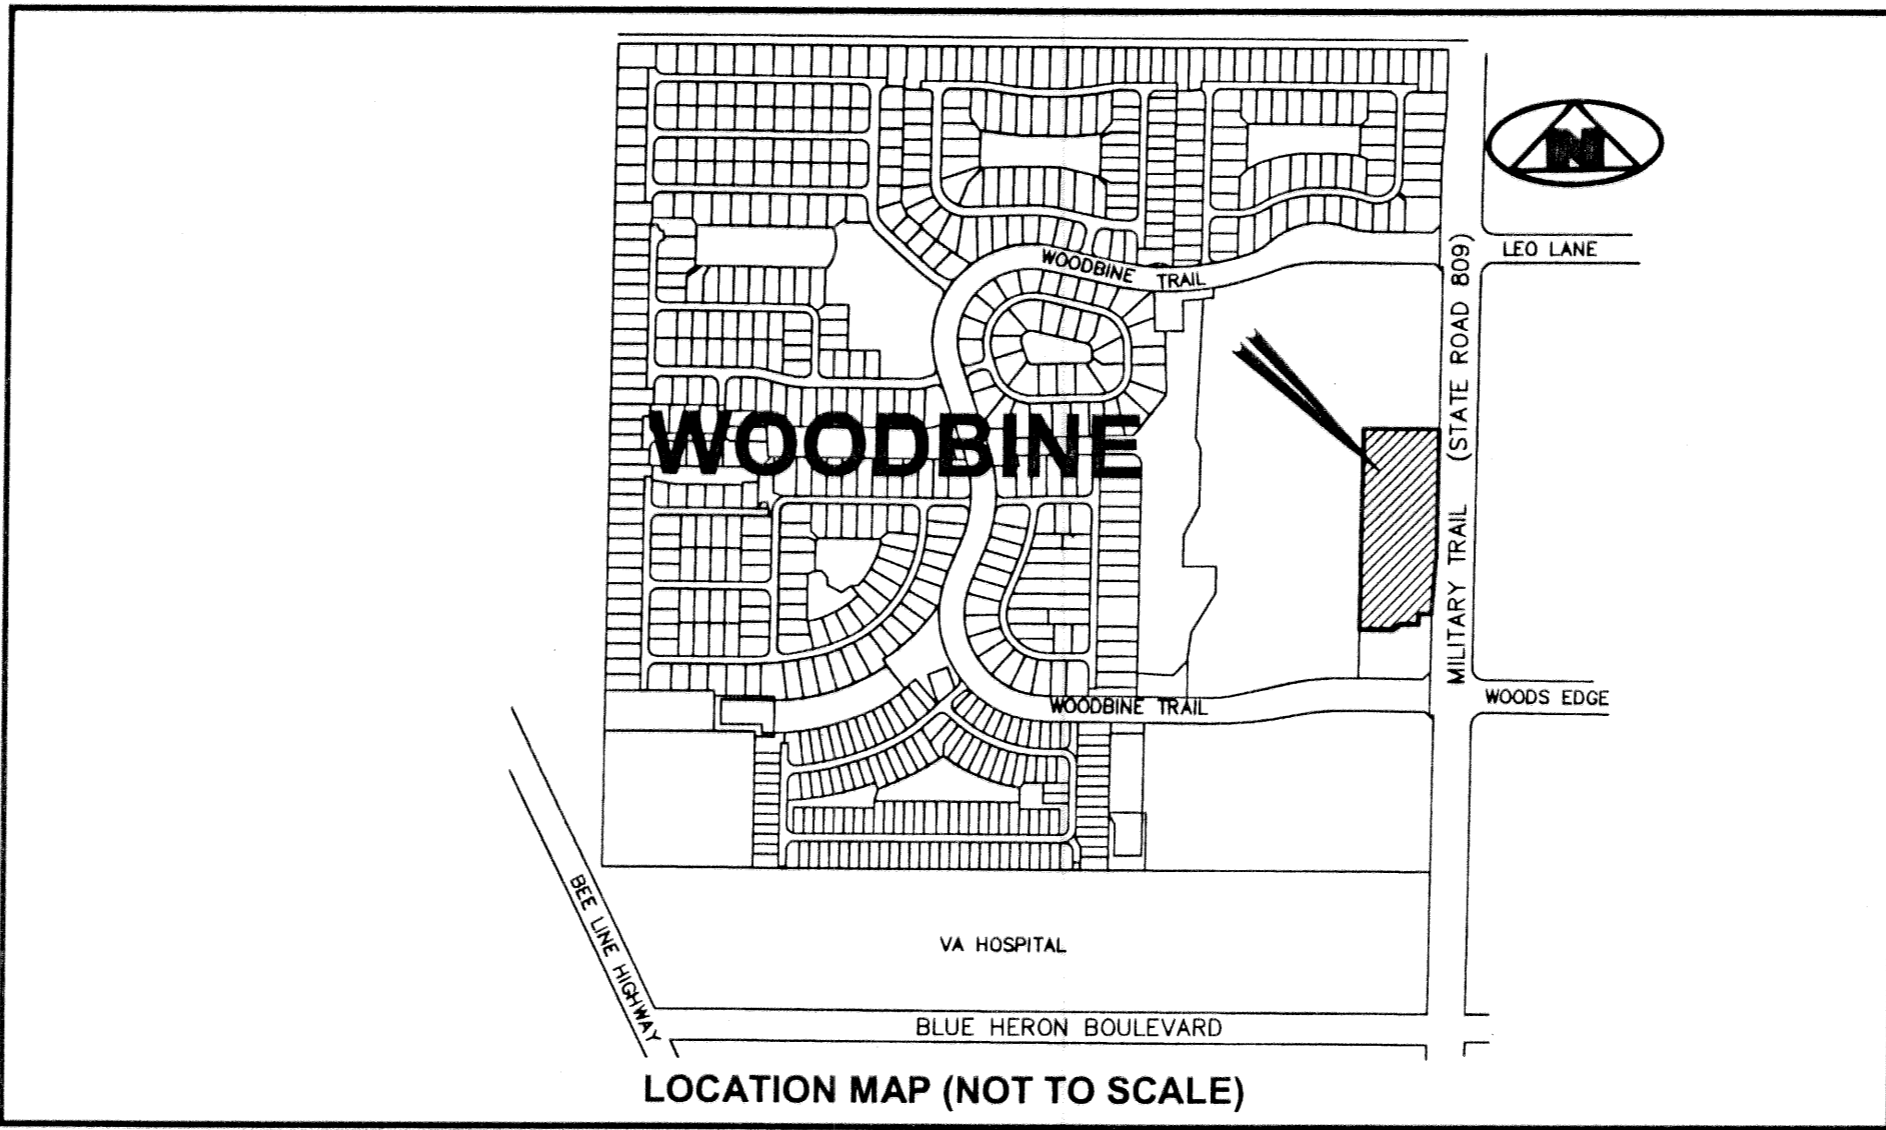 N
LEO LANE
WOODBINE TRAIL
MILITARY TRAIL (STATE ROAD 809)
WOODBINE
WOODBINE TRAIL
WOODS EDGE
BEE LINE HIGHWAY
VA HOSPITAL
BLUE HERON BOULEVARD
LOCATION MAP (NOT TO SCALE)